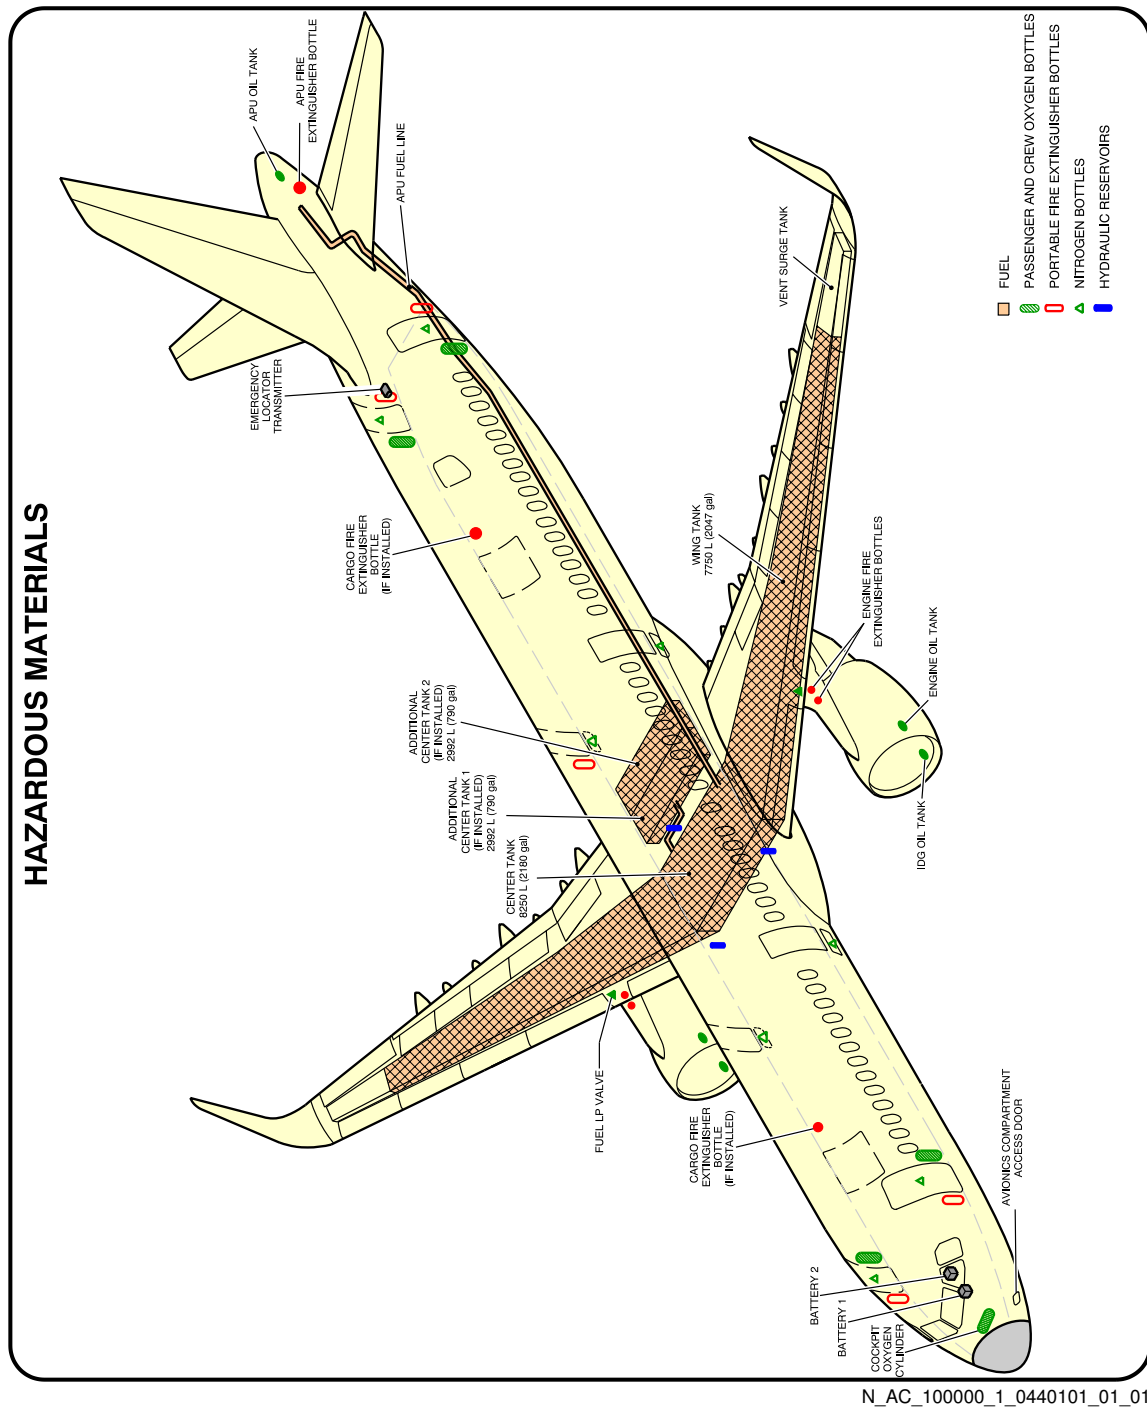 HAZARDOUS MATERIALS
APU OIL TANK
APU FIRE
EXTINGUISHER BOTTLE
APU FUEL LINE
EMERGENCY
LOCATOR
TRANSMITTER
CARGO FIRE
EXTINGUISHER
BOTTLE
(IF INSTALLED)
ADDITIONAL
CENTER TANK 2
(IF INSTALLED)
2992 L (790 gal)
ADDITIONAL
CENTER TANK 1
(IF INSTALLED)
2992 L (790 gal)
CENTER TANK
8250 L (2180 gal)
VENT SURGE TANK
WING TANK
7750 L (2047 gal)
ENGINE FIRE
EXTINGUISHER BOTTLES
ENGINE OIL TANK
IDG OIL TANK
FUEL LP VALVE
CARGO FIRE
EXTINGUISHER
BOTTLE
(IF INSTALLED)
AVIONICS COMPARTMENT
ACCESS DOOR
BATTERY 2
BATTERY 1
COCKPIT
OXYGEN
CYLINDER
FUEL
PASSENGER AND CREW OXYGEN BOTTLES
PORTABLE FIRE EXTINGUISHER BOTTLES
NITROGEN BOTTLES
HYDRAULIC RESERVOIRS
N_AC_100000_1_0440101_01_01